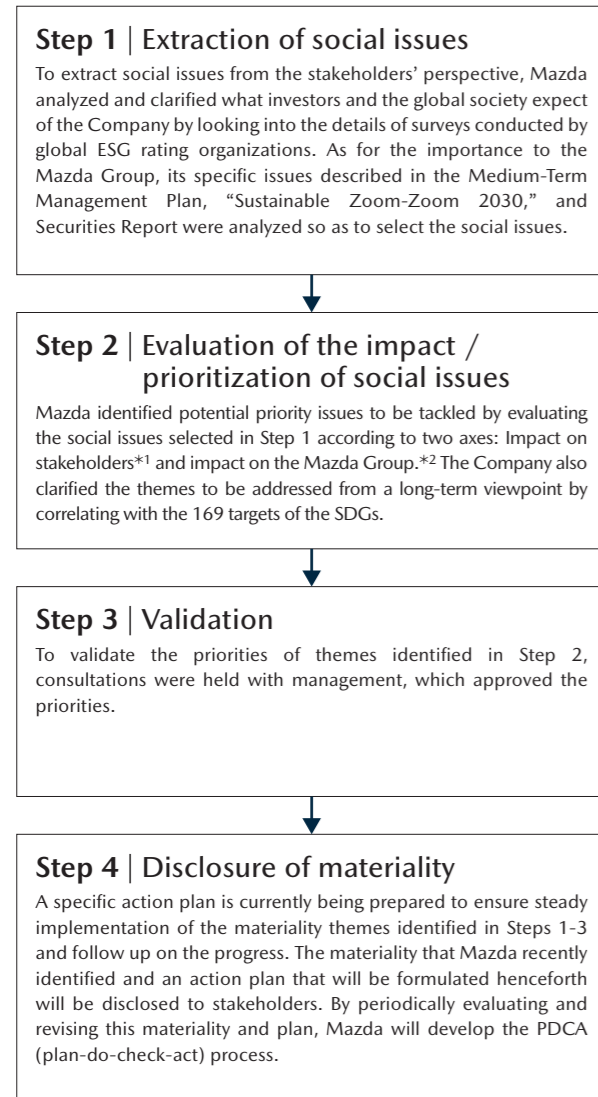 Step 1 | Extraction of social issues
To extract social issues from the stakeholders' perspective, Mazda
analyzed and clarified what investors and the global society expect
of the Company by looking into the details of surveys conducted by
global ESG rating organizations. As for the importance to the
Mazda Group, its specific issues described in the Medium-Term
Management Plan, “Sustainable Zoom-Zoom 2030,” and
Securities Report were analyzed so as to select the social issues.
Step 2 | Evaluation of the impact /
prioritization of social issues
Mazda identified potential priority issues to be tackled by evaluating
the social issues selected in Step 1 according to two axes: Impact on
stakeholders*1 and impact on the Mazda Group.*2 The Company also
clarified the themes to be addressed from a long-term viewpoint by
correlating with the 169 targets of the SDGs.
Step 3 | Validation
To validate the priorities of themes identified in Step 2,
consultations were held with management, which approved the
priorities.
Step 4 | Disclosure of materiality
A specific action plan is currently being prepared to ensure steady
implementation of the materiality themes identified in Steps 1-3
and follow up on the progress. The materiality that Mazda recently
identified and an action plan that will be formulated henceforth
will be disclosed to stakeholders. By periodically evaluating and
revising this materiality and plan, Mazda will develop the PDCA
(plan-do-check-act) process.